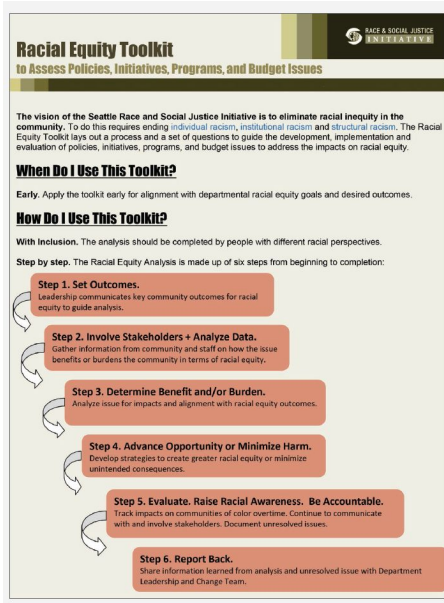 RACE & SOCIAL JUSTICE
INITIATIVE
Racial Equity Toolkit
to Assess Policies, Initiatives, Programs, and Budget Issues
The vision of the Seattle Race and Social Justice Initiative is to eliminate racial inequity in the
community. To do this requires ending individual racism, institutional racism and structural racism. The Racial
Equity Toolkit lays out a process and a set of questions to guide the development, implementation and
evaluation of policies, initiatives, programs, and budget issues to address the impacts on racial equity.
When Do I Use This Toolkit?
Early. Apply the toolkit early for alignment with departmental racial equity goals and desired outcomes.
How Do I Use This Toolkit?
With Inclusion. The analysis should be completed by people with different racial perspectives.
Step by step. The Racial Equity Analysis is made up of six steps from beginning to completion:
Step 1. Set Outcomes.
Leadership communicates key community outcomes for racial
equity to guide analysis.
Step 2. Involve Stakeholders + Analyze Data.
Gather information from community and staff on how the issue
benefits or burdens the community in terms of racial equity.
Step 3. Determine Benefit and/or Burden.
Analyze issue for impacts and alignment with racial equity outcomes.
Step 4. Advance Opportunity or Minimize Harm.
Develop strategies to create greater racial equity or minimize
unintended consequences.
Step 5. Evaluate. Raise Racial Awareness. Be Accountable.
Track impacts on communities of color overtime. Continue to communicate
with and involve stakeholders. Document unresolved issues.
Step 6. Report Back.
Share information learned from analysis and unresolved issue with Department
Leadership and Change Team.